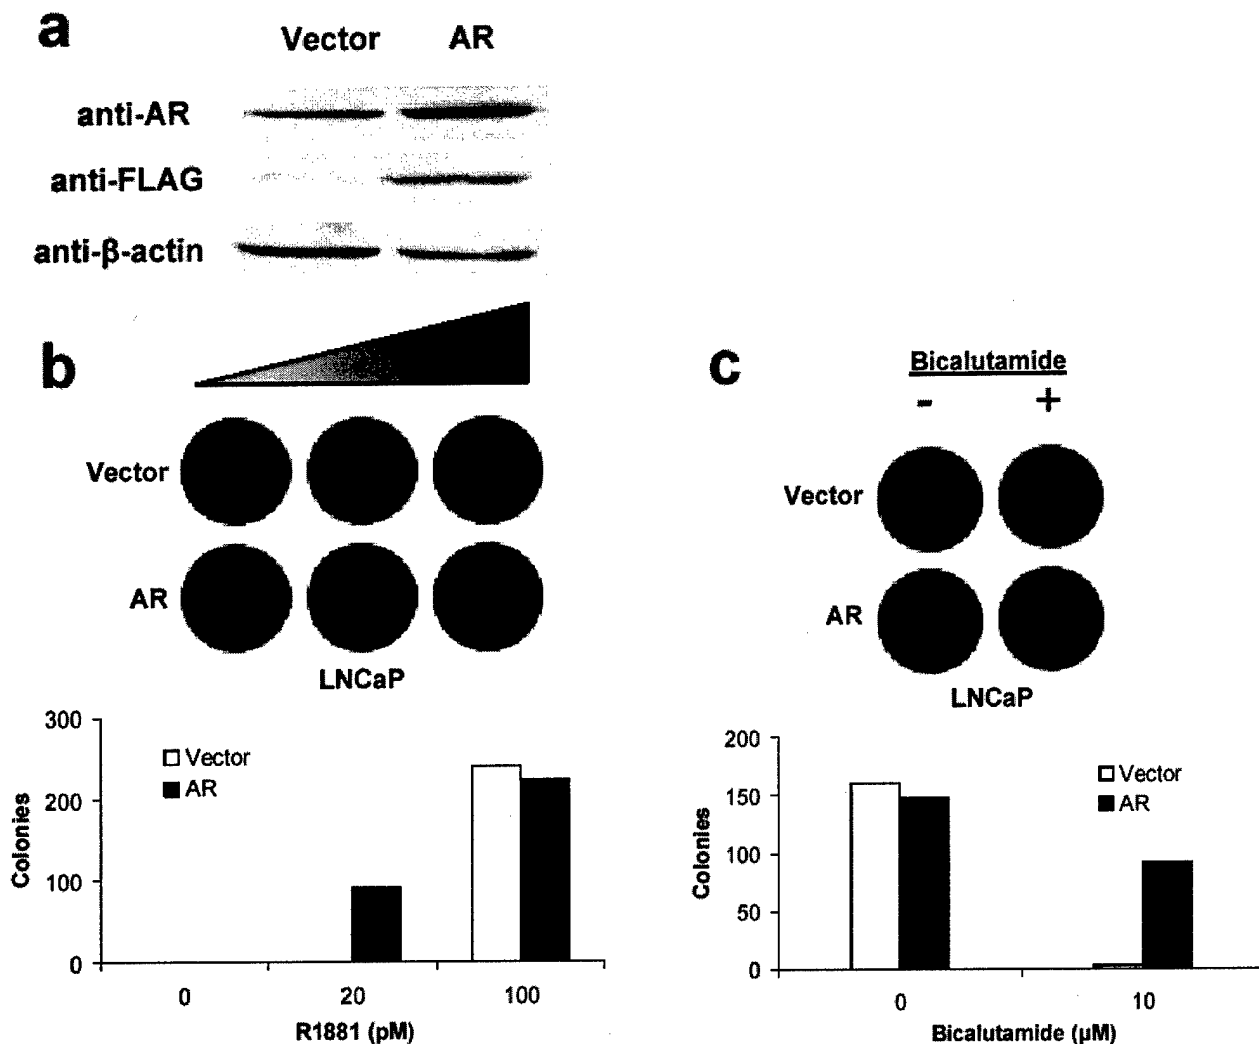 a
Vector AR
anti-AR
anti-FLAG
anti-β-actin
b
Vector
AR
LNCaP
300
200
100
0
Colonies
Vector
AR
0 20 100
R1881 (pM)
c
Bicalutamide
- +
Vector
AR
LNCaP
200
150
100
50
0
Colonies
Vector
AR
0 10
Bicalutamide (µM)